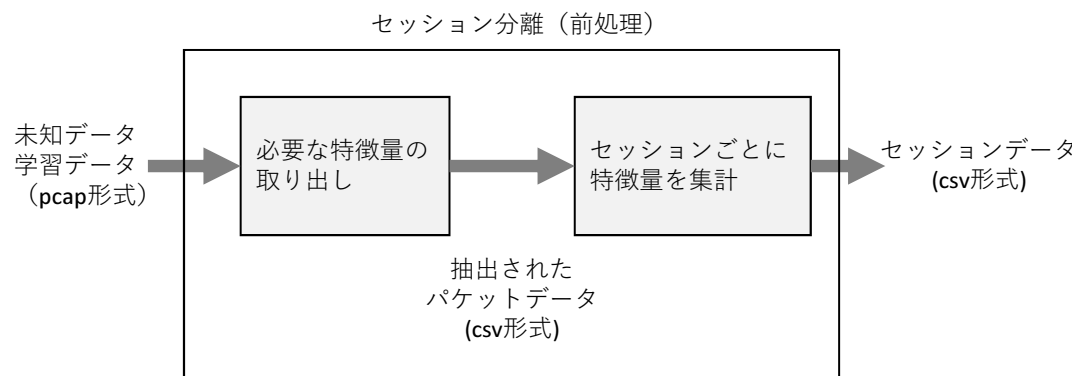 セッション分離（前処理）
未知データ
学習データ
（pcap形式）
必要な特徴量の
取り出し
セッションごとに
特徴量を集計
セッションデータ
(csv形式)
抽出された
パケットデータ
(csv形式)